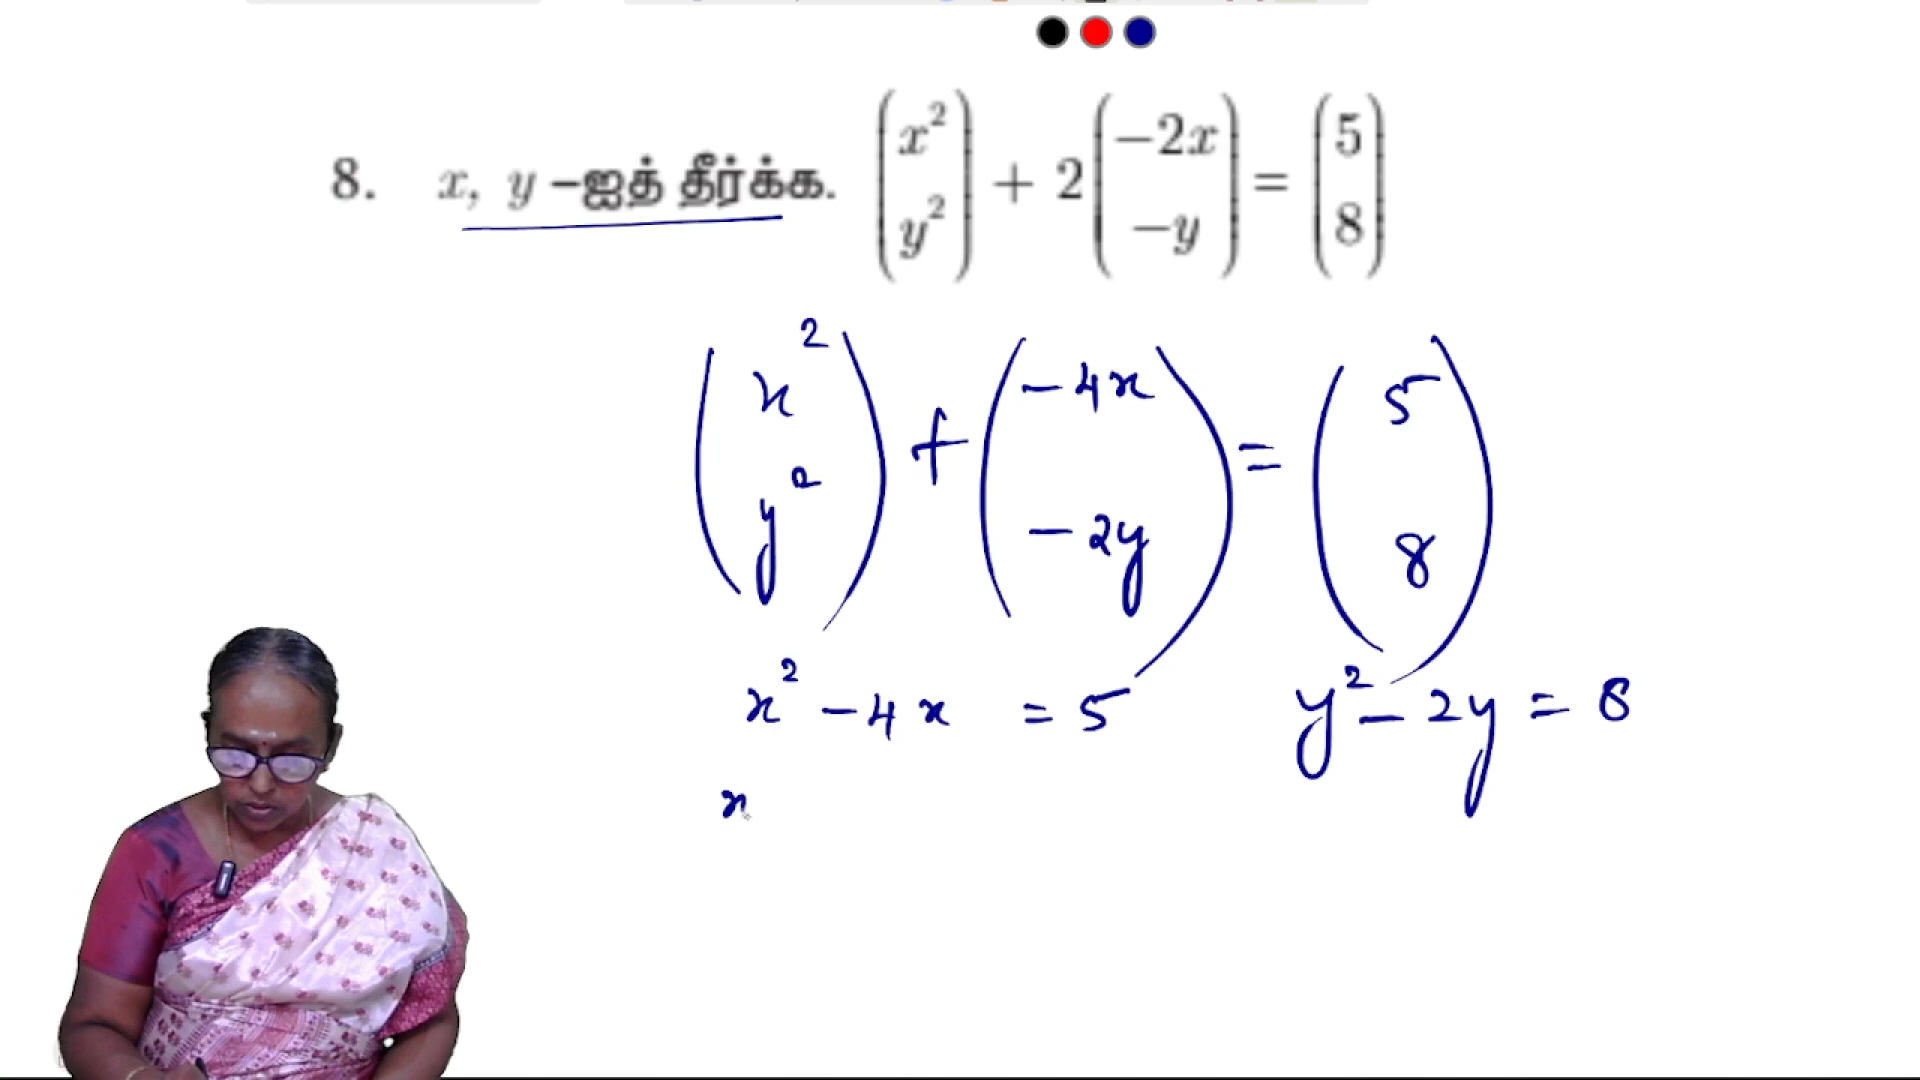 8. x, y –ஐத் தீர்க்க. (x² y²) + 2 (−2x −y) = (5 8)
(x² y²) + (−4x −2y) = (5 8)
x² − 4x = 5 y² − 2y = 8
x